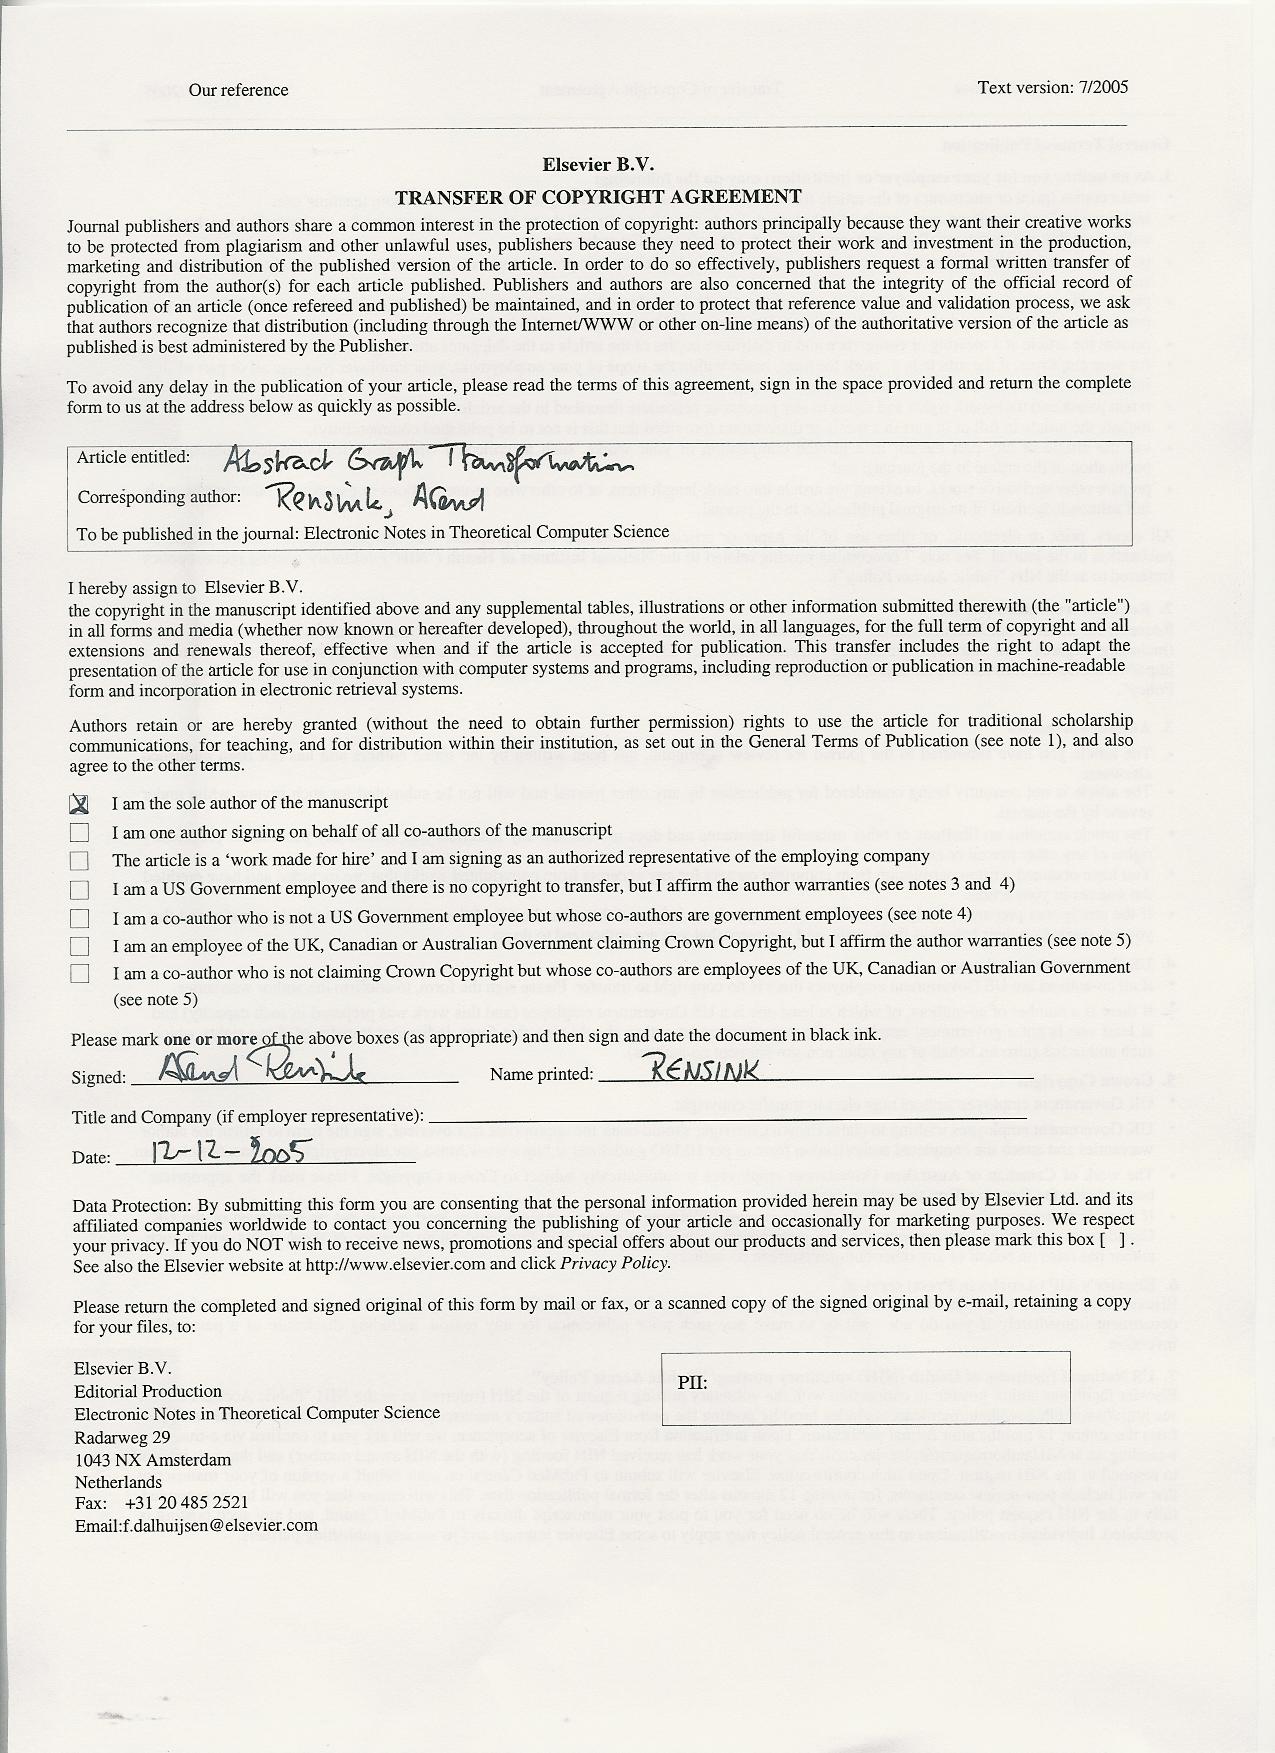 Our reference
Text version: 7/2005
Elsevier B.V.
TRANSFER OF COPYRIGHT AGREEMENT
Journal publishers and authors share a common interest in the protection of copyright: authors principally because they want their creative works
to be protected from plagiarism and other unlawful uses, publishers because they need to protect their work and investment in the production,
marketing and distribution of the published version of the article. In order to do so effectively, publishers request a formal written transfer of
copyright from the author(s) for each article published. Publishers and authors are also concerned that the integrity of the official record of
publication of an article (once refereed and published) be maintained, and in order to protect that reference value and validation process, we ask
that authors recognize that distribution (including through the Internet/WWW or other on-line means) of the authoritative version of the article as
published is best administered by the Publisher.
To avoid any delay in the publication of your article, please read the terms of this agreement, sign in the space provided and return the complete
form to us at the address below as quickly as possible.
Article entitled: Abstract Graph Transformation
Corresponding author: Rensink, Arend
To be published in the journal: Electronic Notes in Theoretical Computer Science
I hereby assign to Elsevier B.V.
the copyright in the manuscript identified above and any supplemental tables, illustrations or other information submitted therewith (the "article")
in all forms and media (whether now known or hereafter developed), throughout the world, in all languages, for the full term of copyright and all
extensions and renewals thereof, effective when and if the article is accepted for publication. This transfer includes the right to adapt the
presentation of the article for use in conjunction with computer systems and programs, including reproduction or publication in machine-readable
form and incorporation in electronic retrieval systems.
Authors retain or are hereby granted (without the need to obtain further permission) rights to use the article for traditional scholarship
communications, for teaching, and for distribution within their institution, as set out in the General Terms of Publication (see note 1), and also
agree to the other terms.
I am the sole author of the manuscript
I am one author signing on behalf of all co-authors of the manuscript
The article is a ‘work made for hire’ and I am signing as an authorized representative of the employing company
I am a US Government employee and there is no copyright to transfer, but I affirm the author warranties (see notes 3 and 4)
I am a co-author who is not a US Government employee but whose co-authors are government employees (see note 4)
I am an employee of the UK, Canadian or Australian Government claiming Crown Copyright, but I affirm the author warranties (see note 5)
I am a co-author who is not claiming Crown Copyright but whose co-authors are employees of the UK, Canadian or Australian Government
(see note 5)
Please mark one or more of the above boxes (as appropriate) and then sign and date the document in black ink.
Signed: Arend Rensink Name printed: RENSINK
Title and Company (if employer representative):
Date: 12-12-2005
Data Protection: By submitting this form you are consenting that the personal information provided herein may be used by Elsevier Ltd. and its
affiliated companies worldwide to contact you concerning the publishing of your article and occasionally for marketing purposes. We respect
your privacy. If you do NOT wish to receive news, promotions and special offers about our products and services, then please mark this box [ ] .
See also the Elsevier website at http://www.elsevier.com and click Privacy Policy.
Please return the completed and signed original of this form by mail or fax, or a scanned copy of the signed original by e-mail, retaining a copy
for your files, to:
Elsevier B.V.
Editorial Production
Electronic Notes in Theoretical Computer Science
Radarweg 29
1043 NX Amsterdam
Netherlands
Fax: +31 20 485 2521
Email:f.dalhuijsen@elsevier.com
PII: